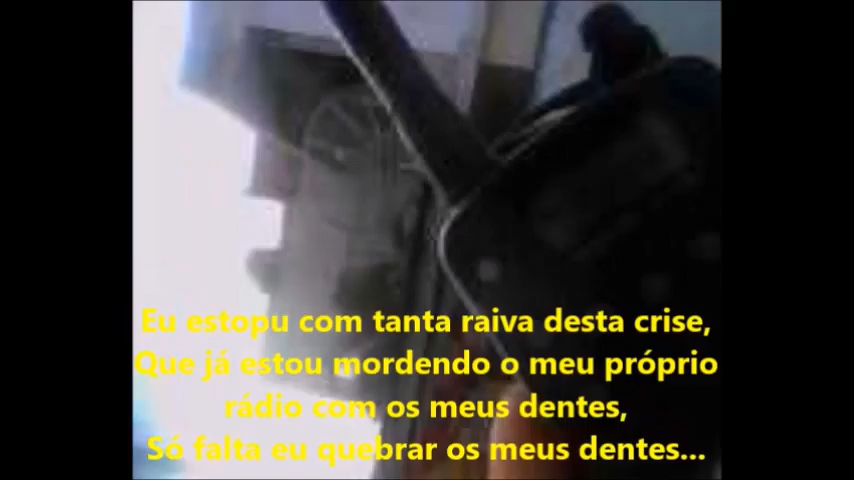 Eu estopu com tanta raiva desta crise,
Que já estou mordendo o meu próprio
rádio com os meus dentes,
Só falta eu quebrar os meus dentes...